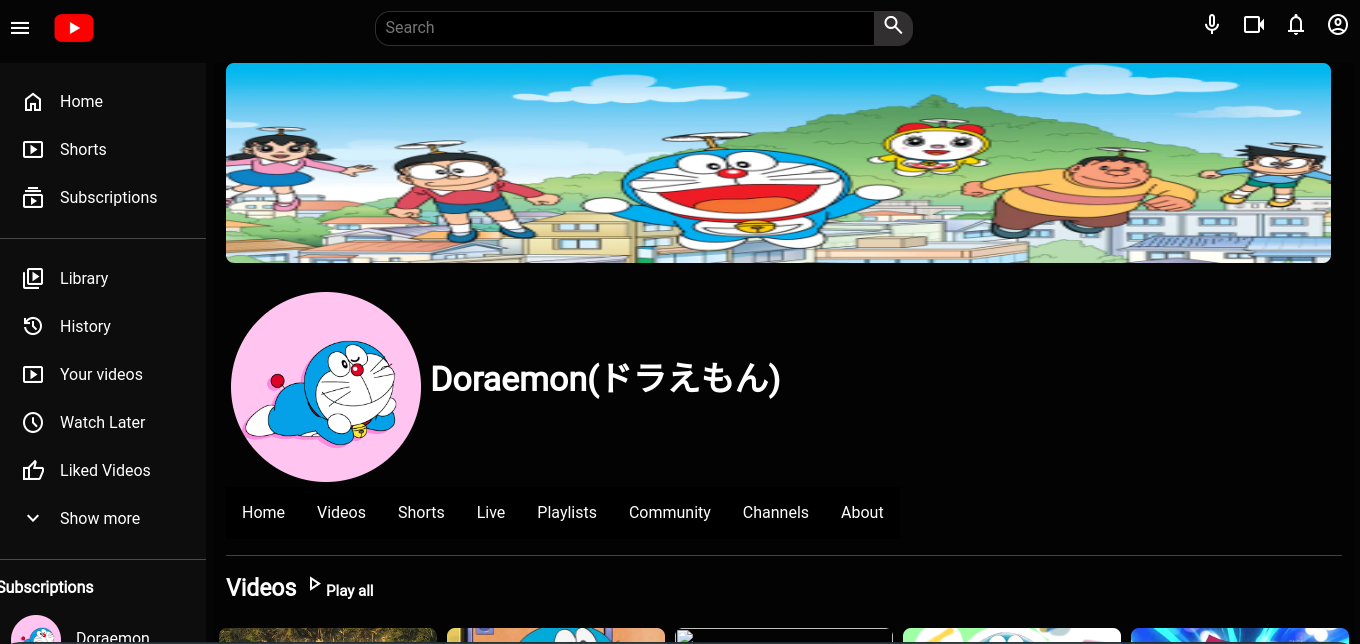 Search
Home
Shorts
Subscriptions
Library
History
Your videos
Watch Later
Liked Videos
Show more
Subscriptions
Doraemon
Doraemon(ドラえもん)
Home Videos Shorts Live Playlists Community Channels About
Videos Play all